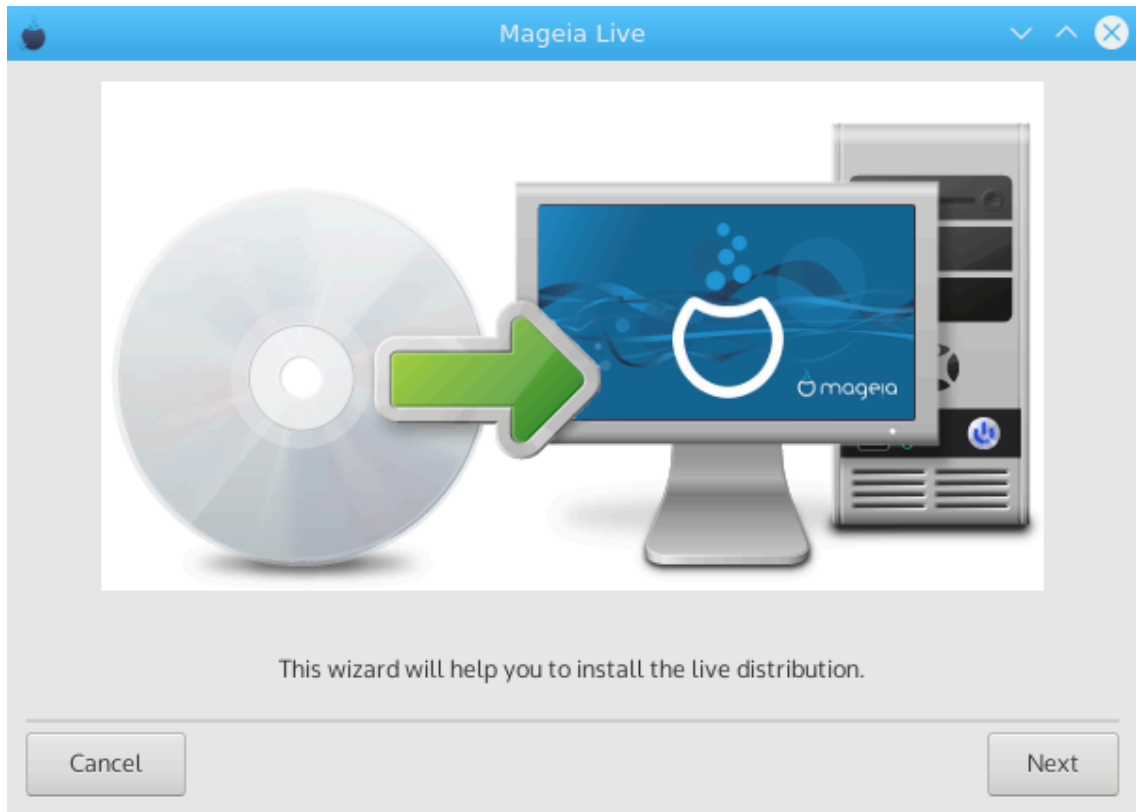 Mageia Live
mageia
This wizard will help you to install the live distribution.
Cancel
Next